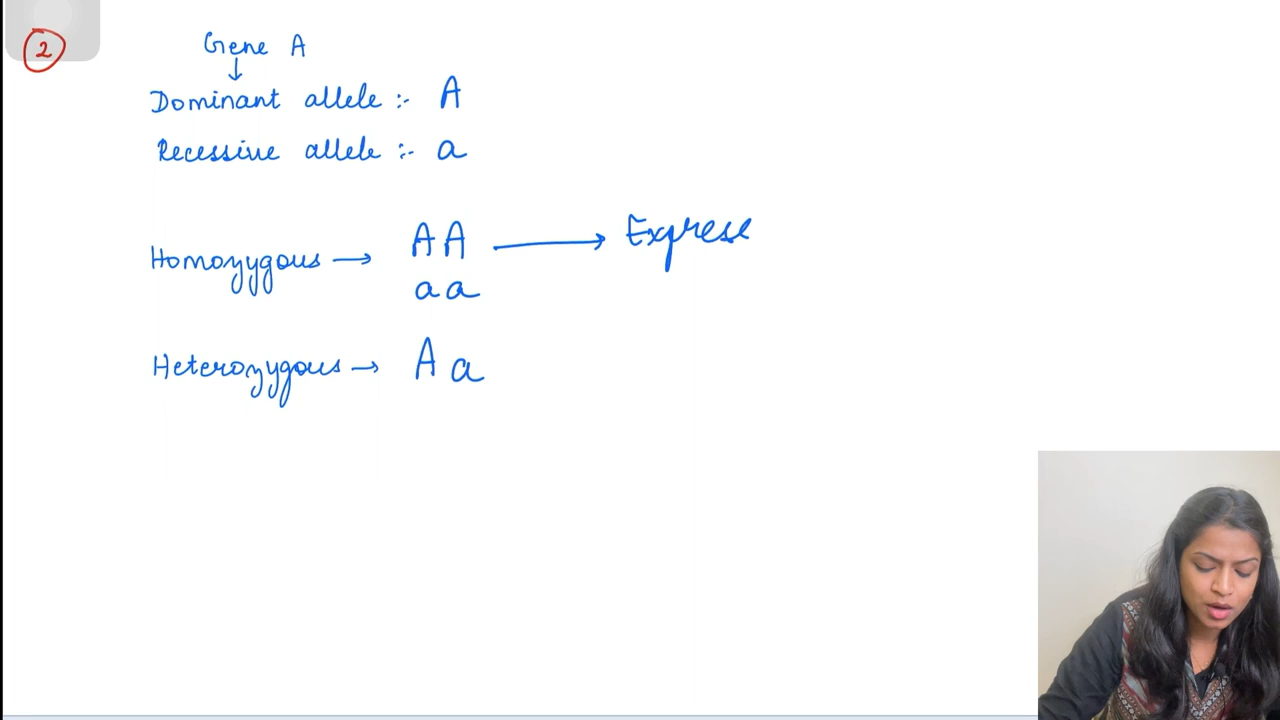 2
Gene A
↓
Dominant allele :- A
Recessive allele :- a
Homozygous → AA → Express
aa
Heterozygous → Aa